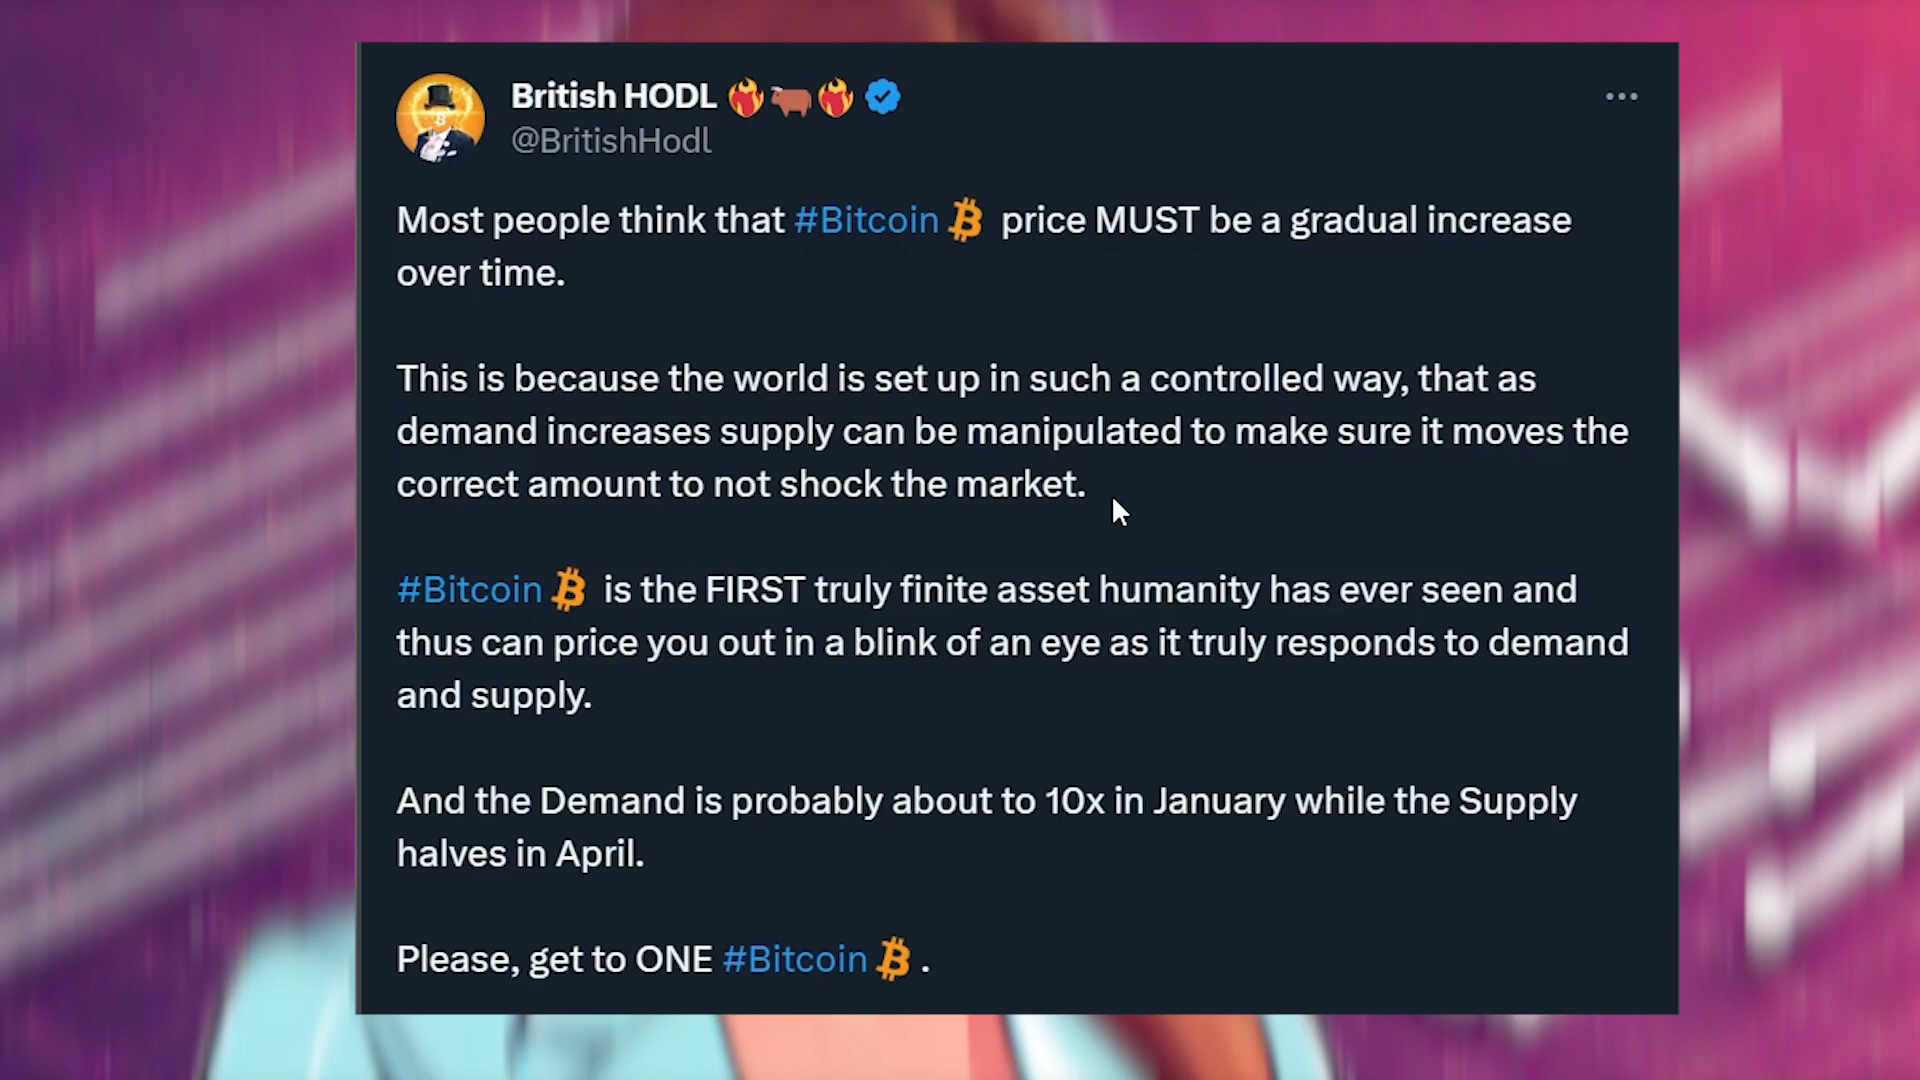 British HODL ❤️‍🔥🐂❤️‍🔥
@BritishHodl
Most people think that #Bitcoin₿ price MUST be a gradual increase
over time.
This is because the world is set up in such a controlled way, that as
demand increases supply can be manipulated to make sure it moves the
correct amount to not shock the market.
#Bitcoin₿ is the FIRST truly finite asset humanity has ever seen and
thus can price you out in a blink of an eye as it truly responds to demand
and supply.
And the Demand is probably about to 10x in January while the Supply
halves in April.
Please, get to ONE #Bitcoin₿ .